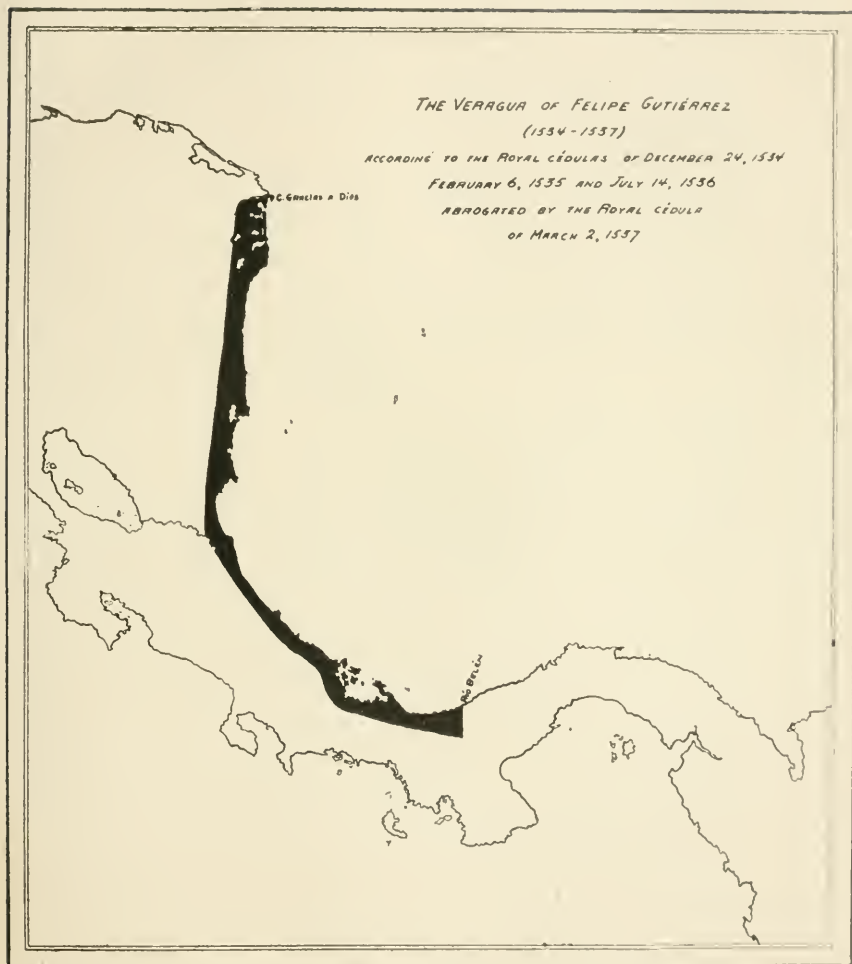 THE VERAGUA OF FELIPE GUTIÉRREZ
(1534-1537)
ACCORDING TO THE ROYAL CÉDULAS OF DECEMBER 24, 1534
FEBRUARY 6, 1535 AND JULY 14, 1536
ABROGATED BY THE ROYAL CÉDULA
OF MARCH 2, 1537
C. GRACIAS A DIOS
RIO BELÉN